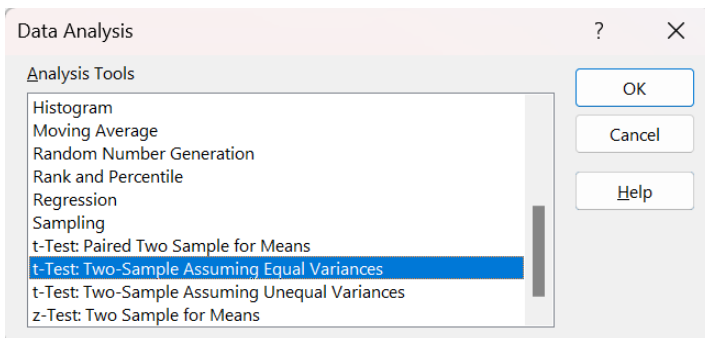 Data Analysis
?
Analysis Tools
OK
Histogram
Moving Average
Cancel
Random Number Generation
Rank and Percentile
Help
Regression
Sampling
t-Test: Paired Two Sample for Means
t-Test: Two-Sample Assuming Equal Variances
t-Test: Two-Sample Assuming Unequal Variances
z-Test: Two Sample for Means